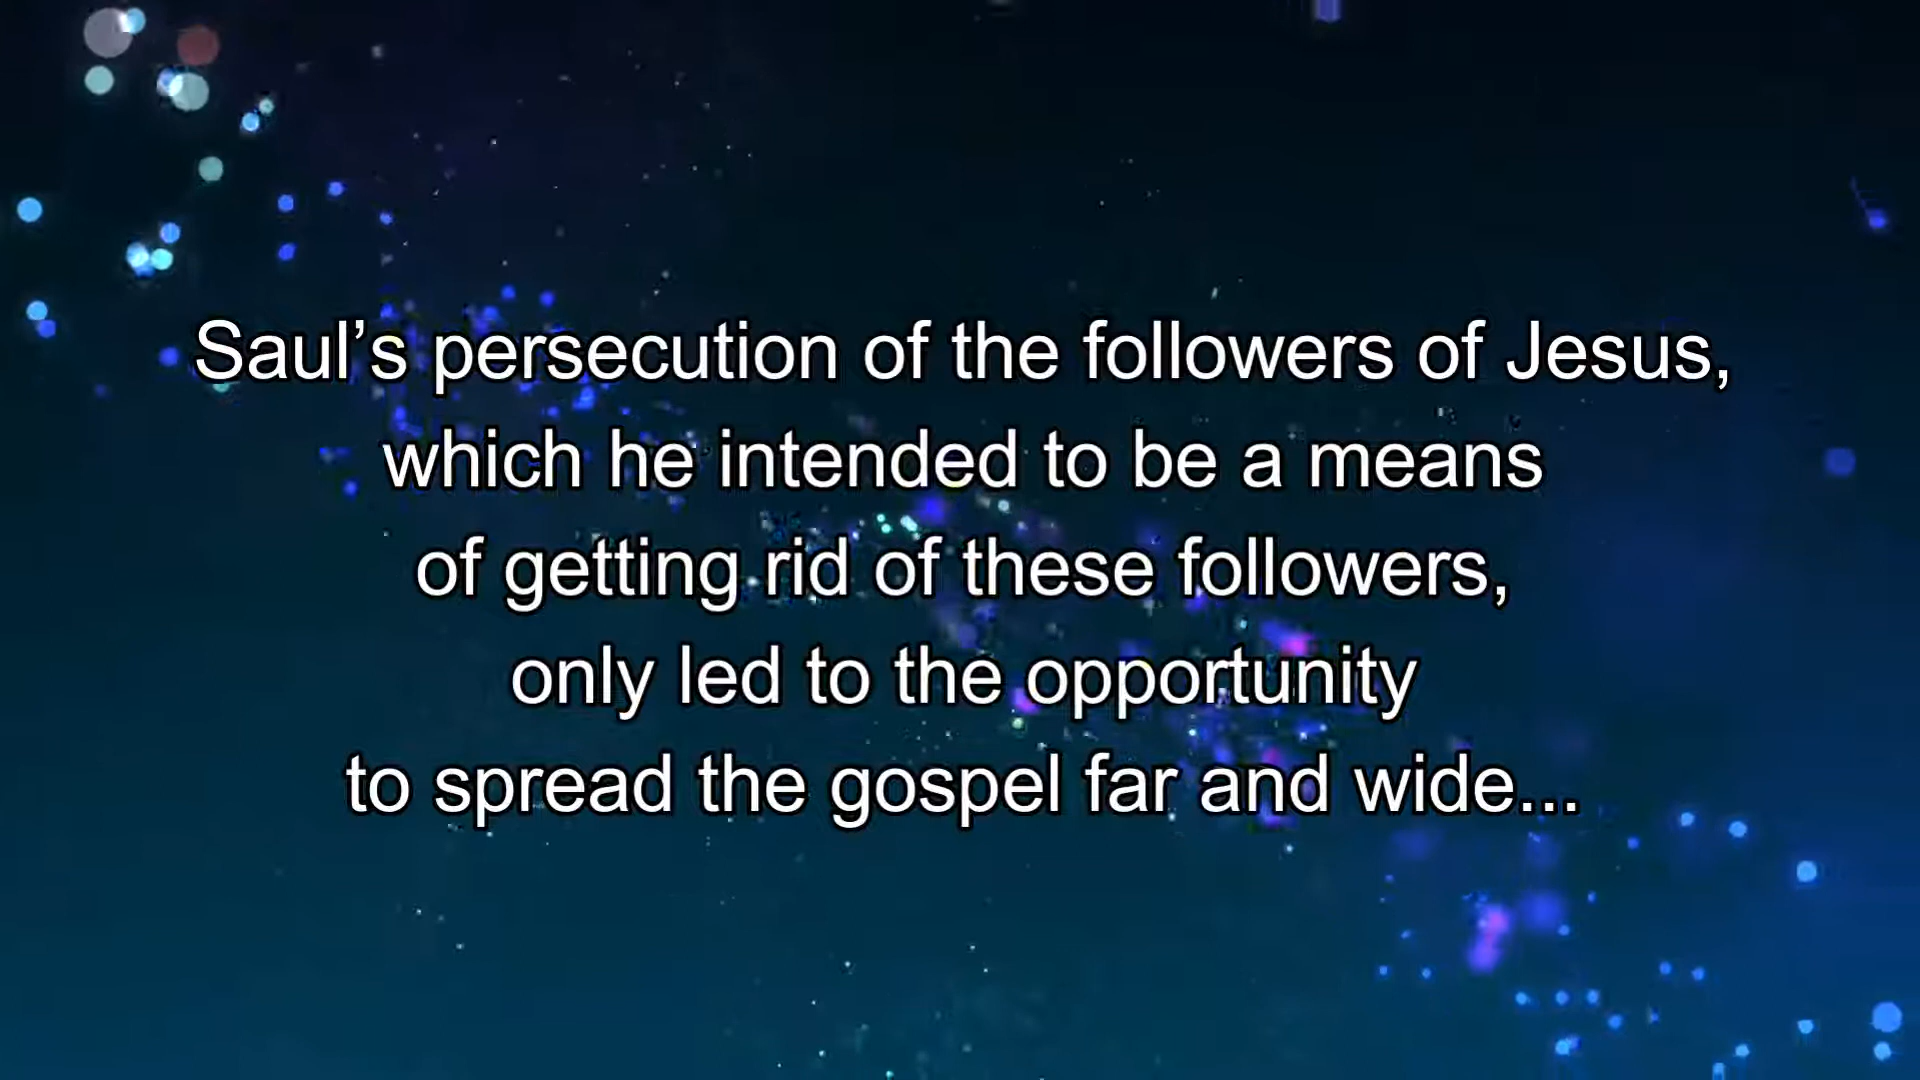 Saul’s persecution of the followers of Jesus,
which he intended to be a means
of getting rid of these followers,
only led to the opportunity
to spread the gospel far and wide...